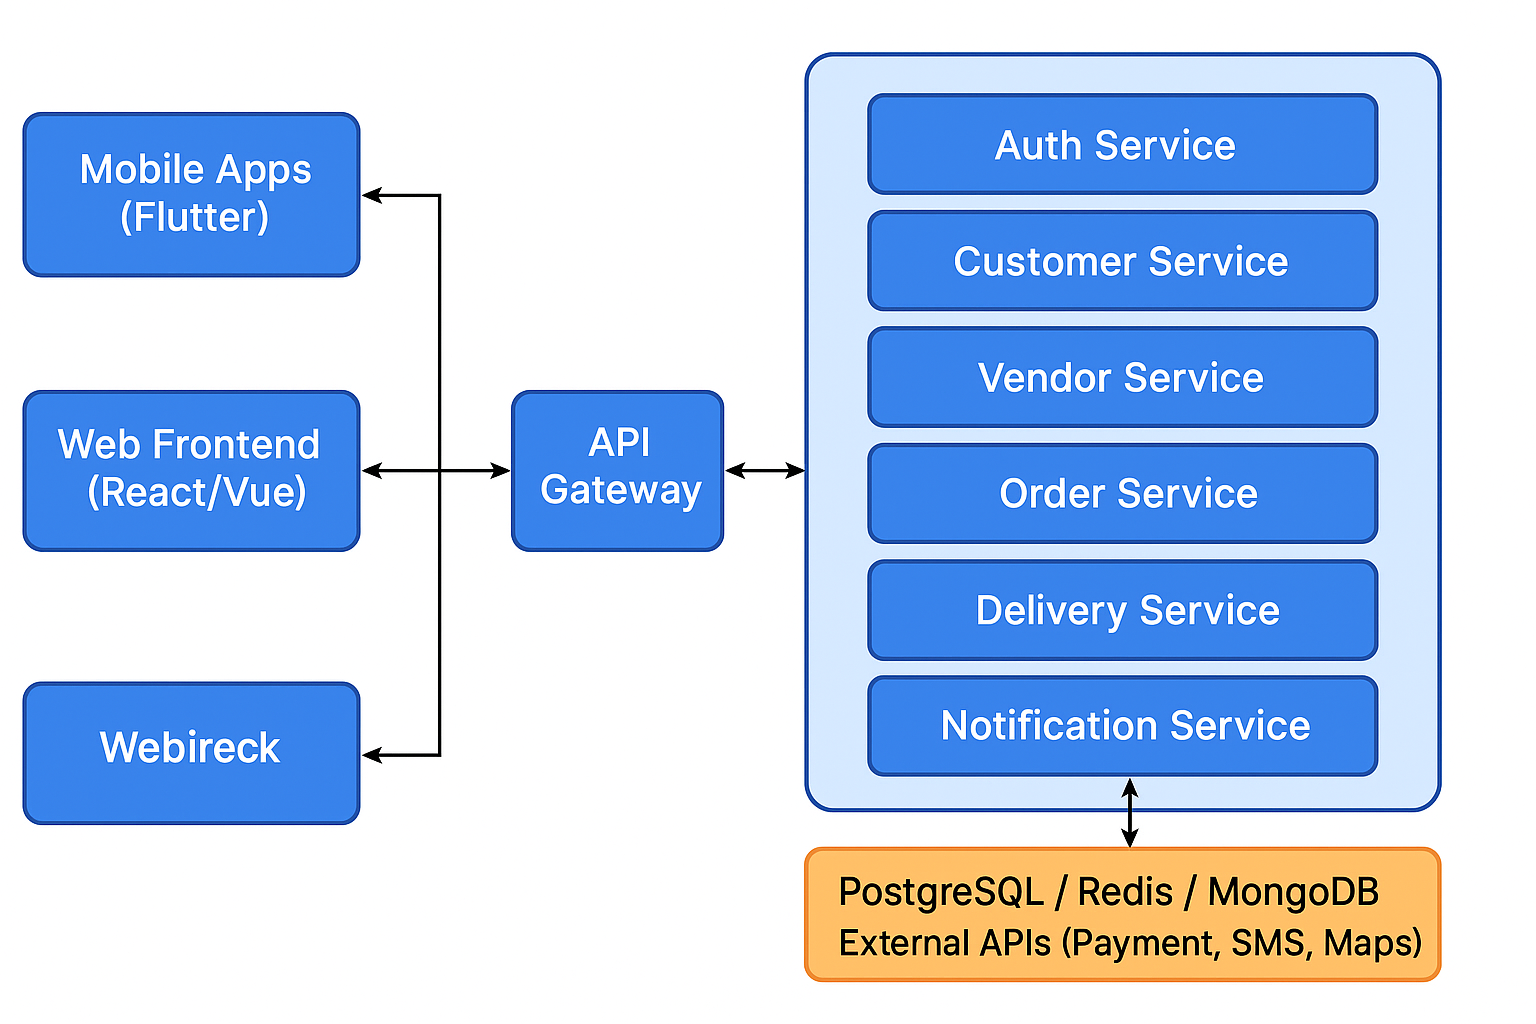 Mobile Apps
(Flutter)
Web Frontend
(React/Vue)
Webireck
API
Gateway
Auth Service
Customer Service
Vendor Service
Order Service
Delivery Service
Notification Service
PostgreSQL / Redis / MongoDB
External APIs (Payment, SMS, Maps)